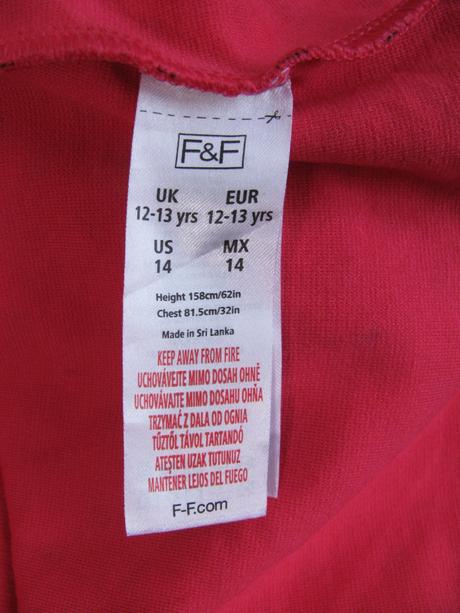 F&F
UK EUR
12-13 yrs 12-13 yrs
US MX
14 14
Height 158cm/62in
Chest 81.5cm/32in
Made in Sri Lanka
KEEP AWAY FROM FIRE
UCHOVÁVEJTE MIMO DOSAH OHNĚ
UCHOVÁVAJTE MIMO DOSAHU OHŇA
TRZYMAĆ Z DALA OD OGNIA
TŰZTŐL TÁVOL TARTANDÓ
ATEŞTEN UZAK TUTUNUZ
MANTENER LEJOS DEL FUEGO
F-F.com